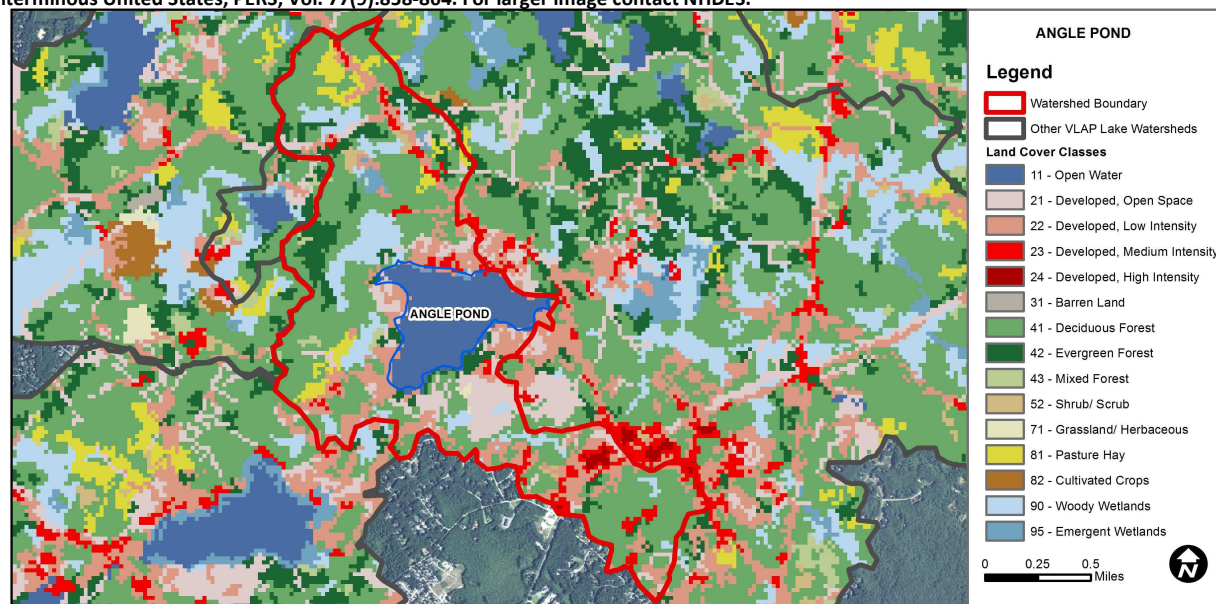 nterminous United States, PERS, Vol. 77(9):858-864. For larger image contact NHDES.
ANGLE POND
ANGLE POND
Legend
Watershed Boundary
Other VLAP Lake Watersheds
Land Cover Classes
11 - Open Water
21 - Developed, Open Space
22 - Developed, Low Intensity
23 - Developed, Medium Intensity
24 - Developed, High Intensity
31 - Barren Land
41 - Deciduous Forest
42 - Evergreen Forest
43 - Mixed Forest
52 - Shrub/ Scrub
71 - Grassland/ Herbaceous
81 - Pasture Hay
82 - Cultivated Crops
90 - Woody Wetlands
95 - Emergent Wetlands
0 0.25 0.5
Miles
N